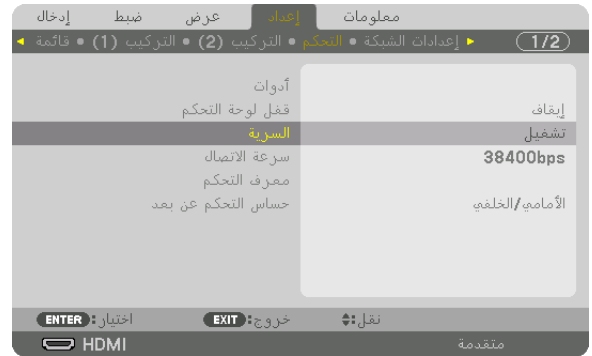 إدخال ضبط عرض إعداد معلومات
قائمة • التركيب (1) • التركيب (2) • التحكم • إعدادات الشبكة (1/2)
أدوات
قفل لوحة التحكم إيقاف
السرية تشغيل
سرعة الاتصال 38400bps
معرف التحكم
حساس التحكم عن بعد الأمامي/الخلفي
ENTER :اختيار EXIT :خروج نقل:
HDMI متقدمة